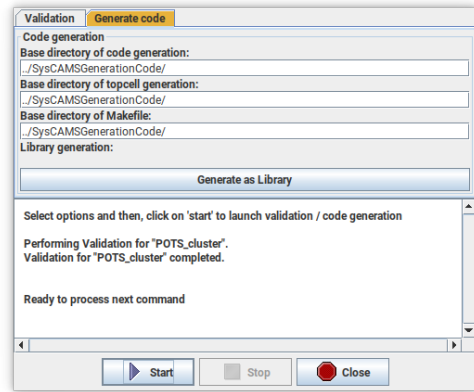 Validation
Generate code
Code generation
Base directory of code generation:
../SysCAMSGenerationCode/
Base directory of topcell generation:
../SysCAMSGenerationCode/
Base directory of Makefile:
../SysCAMSGenerationCode/
Library generation:
Generate as Library
Select options and then, click on 'start' to launch validation / code generation
Performing Validation for "POTS_cluster".
Validation for "POTS_cluster" completed.
Ready to process next command
Start
Stop
Close